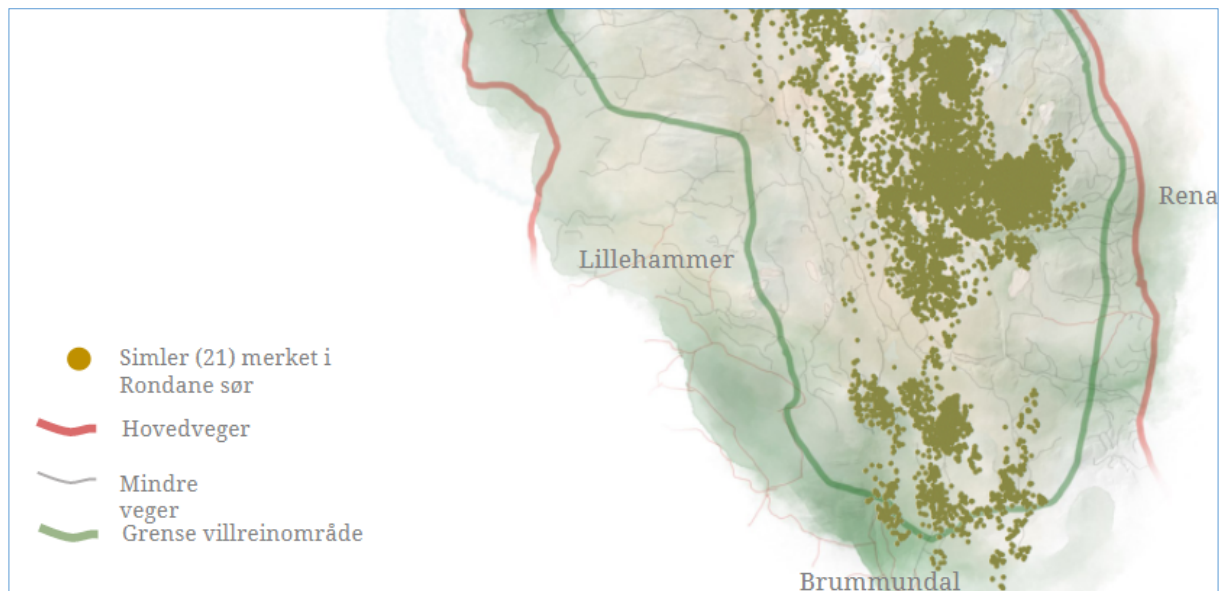 Rena
Lillehammer
Simler (21) merket i
Rondane sør
Hovedveger
Mindre
veger
Grense villreinområde
Brummundal